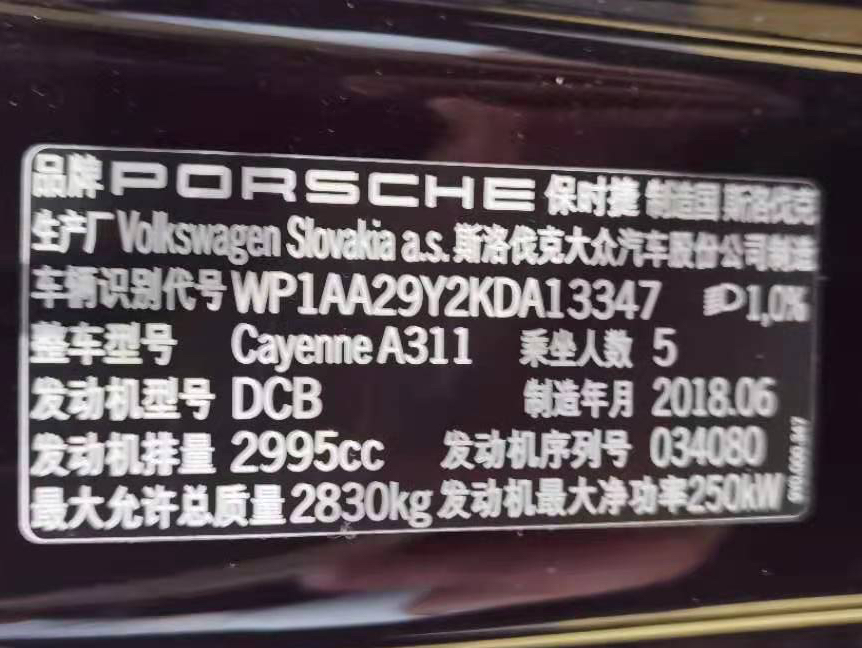 品牌 PORSCHE 保时捷 制造国 斯洛伐克
生产厂 Volkswagen Slovakia a.s. 斯洛伐克大众汽车股份公司制造
车辆识别代号 WP1AA29Y2KDA13347 1,0%
整车型号 Cayenne A311 乘坐人数 5
发动机型号 DCB 制造年月 2018.06
发动机排量 2995cc 发动机序列号 034080
最大允许总质量 2830kg 发动机最大净功率 250kW